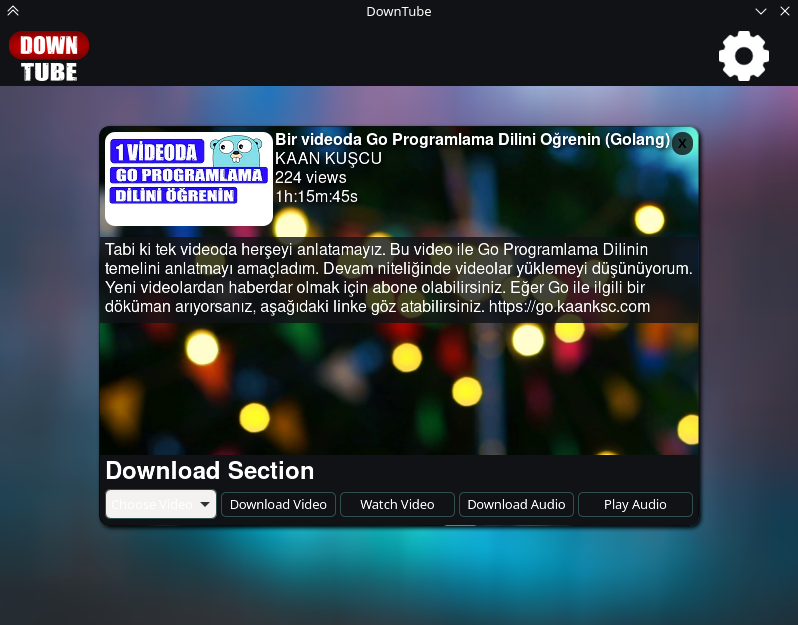 DownTube
DOWN
TUBE
1 VİDEODA
GO PROGRAMLAMA
DİLİNİ ÖĞRENİN
Bir videoda Go Programlama Dilini Oğrenin (Golang)
X
KAAN KUŞCU
224 views
1h:15m:45s
Tabi ki tek videoda herşeyi anlatamayız. Bu video ile Go Programlama Dilinin
temelini anlatmayı amaçladım. Devam niteliğinde videolar yüklemeyi düşünüyorum.
Yeni videolardan haberdar olmak için abone olabilirsiniz. Eğer Go ile ilgili bir
döküman arıyorsanız, aşağıdaki linke göz atabilirsiniz. https://go.kaanksc.com
Download Section
Choose Video
Download Video
Watch Video
Download Audio
Play Audio